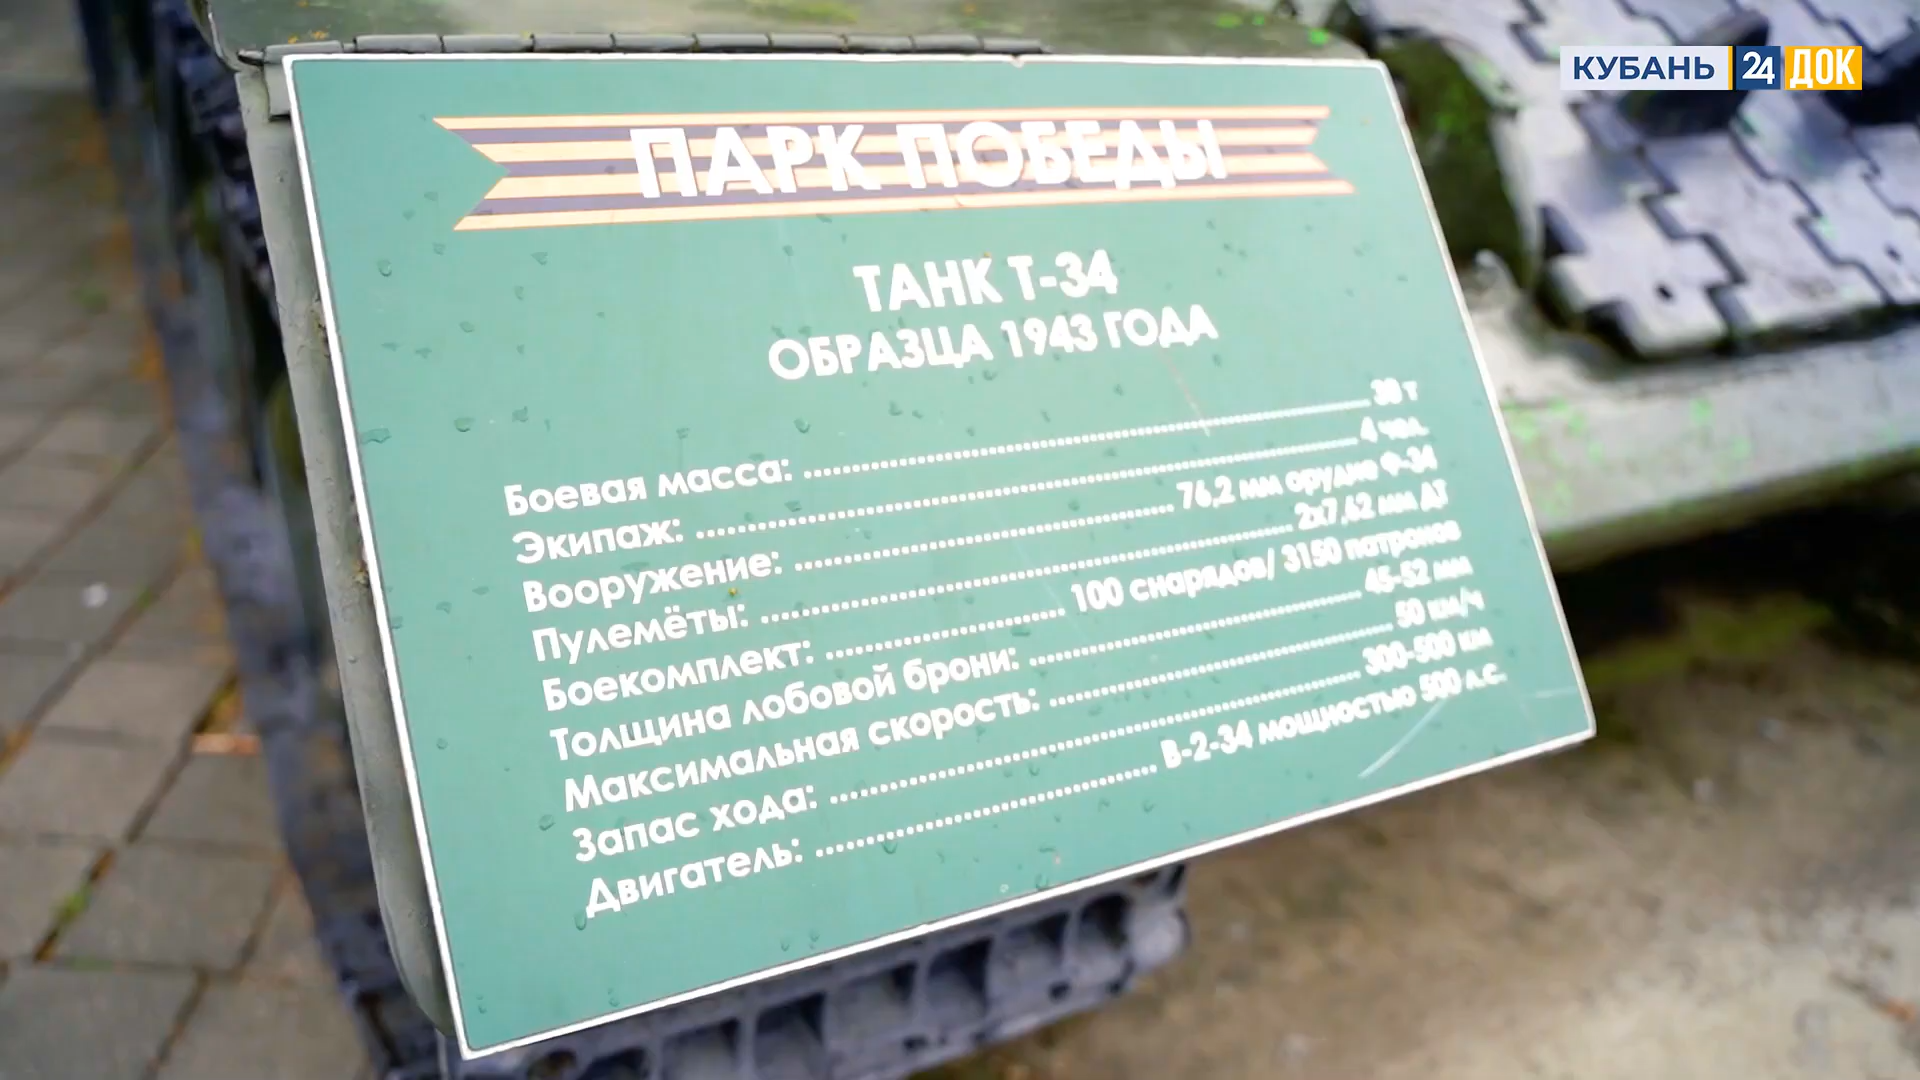 КУБАНЬ 24 ДОК
ПАРК ПОБЕДЫ
ТАНК Т-34
ОБРАЗЦА 1943 ГОДА
Боевая масса: 30 т
Экипаж: 4 чел.
Вооружение: 76,2 мм орудие Ф-34
Пулемёты: 2х7,62 мм ДТ
Боекомплект: 100 снарядов/ 3150 патронов
Толщина лобовой брони: 45-52 мм
Максимальная скорость: 50 км/ч
Запас хода: 300-500 км
Двигатель: В-2-34 мощностью 500 л.с.